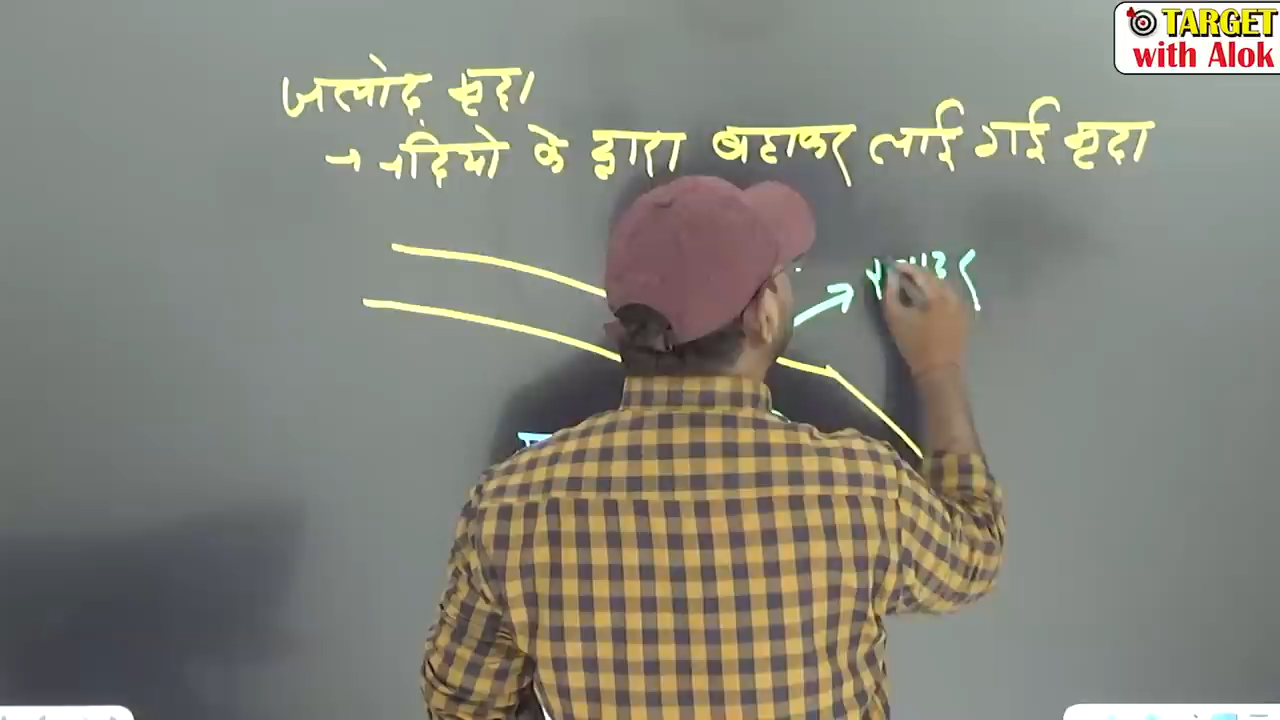 TARGET
with Alok
जलोढ़ मृदा
→ नदियो के द्वारा बहाकर लाई गई मृदा